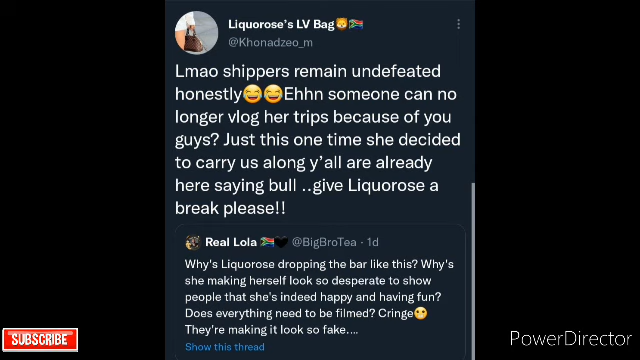 Liquorose's LV Bag🦁🇿🇦
@Khonadzeo_m
Lmao shippers remain undefeated
honestly😂😂Ehhn someone can no
longer vlog her trips because of you
guys? Just this one time she decided
to carry us along y'all are already
here saying bull ..give Liquorose a
break please!!
Real Lola 🇿🇦🖤 @BigBroTea · 1d
Why's Liquorose dropping the bar like this? Why's
she making herself look so desperate to show
people that she's indeed happy and having fun?
Does everything need to be filmed? Cringe😬
They're making it look so fake....
Show this thread
SUBSCRIBE
PowerDirector